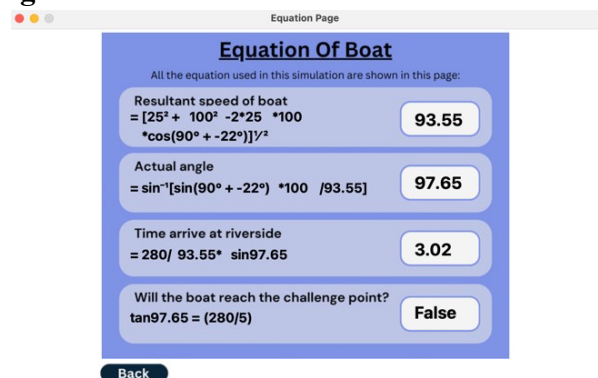 Equation Page
Equation Of Boat
All the equation used in this simulation are shown in this page:
Resultant speed of boat
= [25² + 100² -2*25 *100
*cos(90° + -22°)]¹⁄²
93.55
Actual angle
= sin⁻¹[sin(90° + -22°) *100 /93.55]
97.65
Time arrive at riverside
= 280/ 93.55* sin97.65
3.02
Will the boat reach the challenge point?
tan97.65 = (280/5)
False
Back